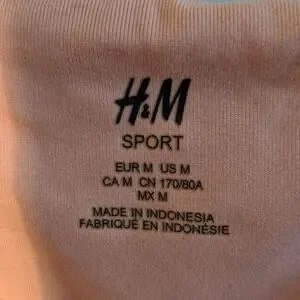 H&M
SPORT
EUR M US M
CA M CN 170/80A
MX M
MADE IN INDONESIA
FABRIQUÉ EN INDONÉSIE